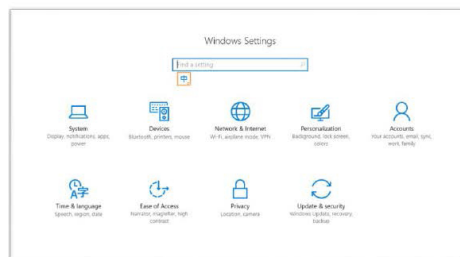 Windows Settings
Find a setting
中
System
Display, notifications, apps,
power
Devices
Bluetooth, printers, mouse
Network & Internet
Wi-Fi, airplane mode, VPN
Personalization
Background, lock screen,
colors
Accounts
Your accounts, email, sync,
work, family
Time & language
Speech, region, date
Ease of Access
Narrator, magnifier, high
contrast
Privacy
Location, camera
Update & security
Windows Update, recovery,
backup